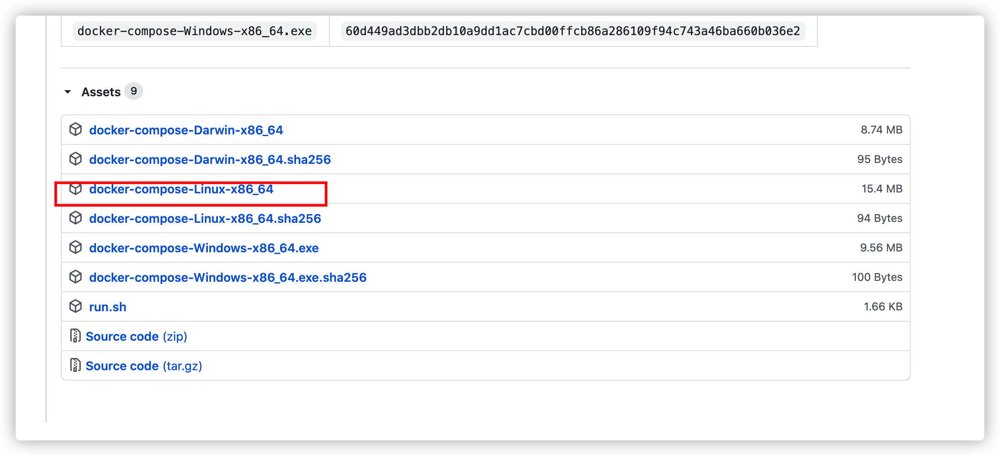 docker-compose-Windows-x86_64.exe 60d449ad3dbb2db10a9dd1ac7cbd00ffcb86a286109f94c743a46ba660b036e2
Assets 9
docker-compose-Darwin-x86_64 8.74 MB
docker-compose-Darwin-x86_64.sha256 95 Bytes
docker-compose-Linux-x86_64 15.4 MB
docker-compose-Linux-x86_64.sha256 94 Bytes
docker-compose-Windows-x86_64.exe 9.56 MB
docker-compose-Windows-x86_64.exe.sha256 100 Bytes
run.sh 1.66 KB
Source code (zip)
Source code (tar.gz)